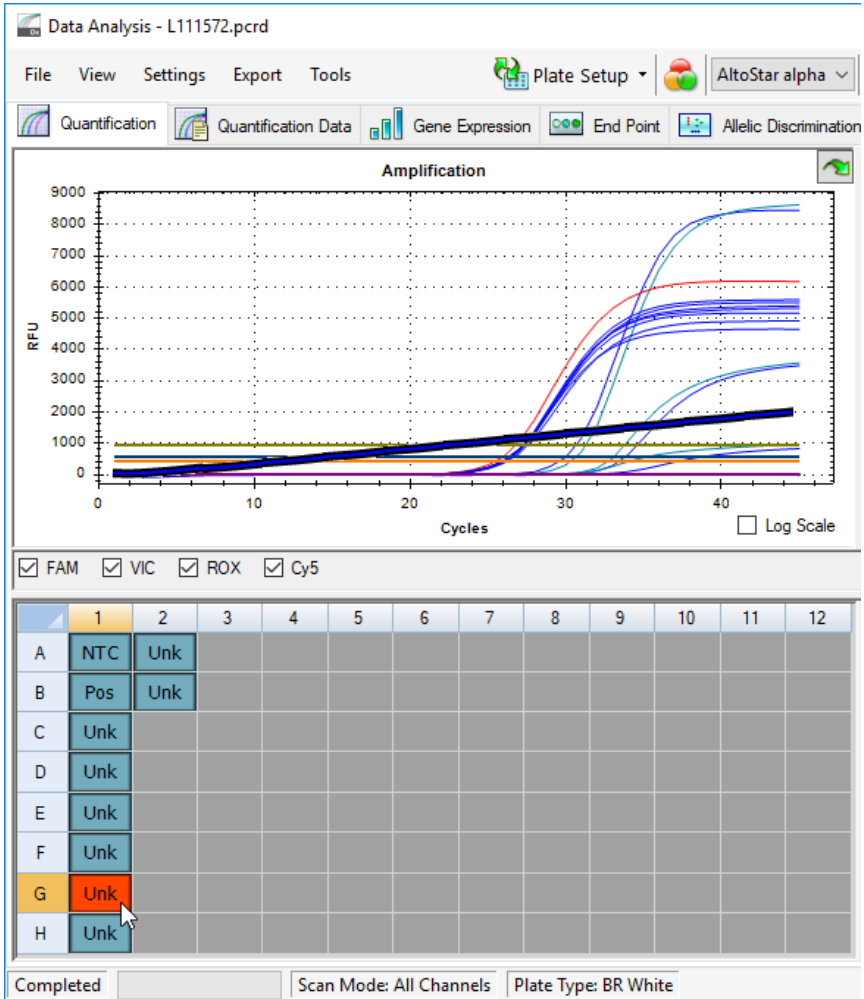 Data Analysis - L111572.pcrd
File View Settings Export Tools Plate Setup AltoStar alpha
Quantification Quantification Data Gene Expression End Point Allelic Discrimination
Amplification
9000
8000
7000
6000
5000
4000
3000
2000
1000
0
RFU
0 10 20 30 40
Cycles
Log Scale
FAM VIC ROX Cy5
1 2 3 4 5 6 7 8 9 10 11 12
A NTC Unk
B Pos Unk
C Unk
D Unk
E Unk
F Unk
G Unk
H Unk
Completed Scan Mode: All Channels Plate Type: BR White